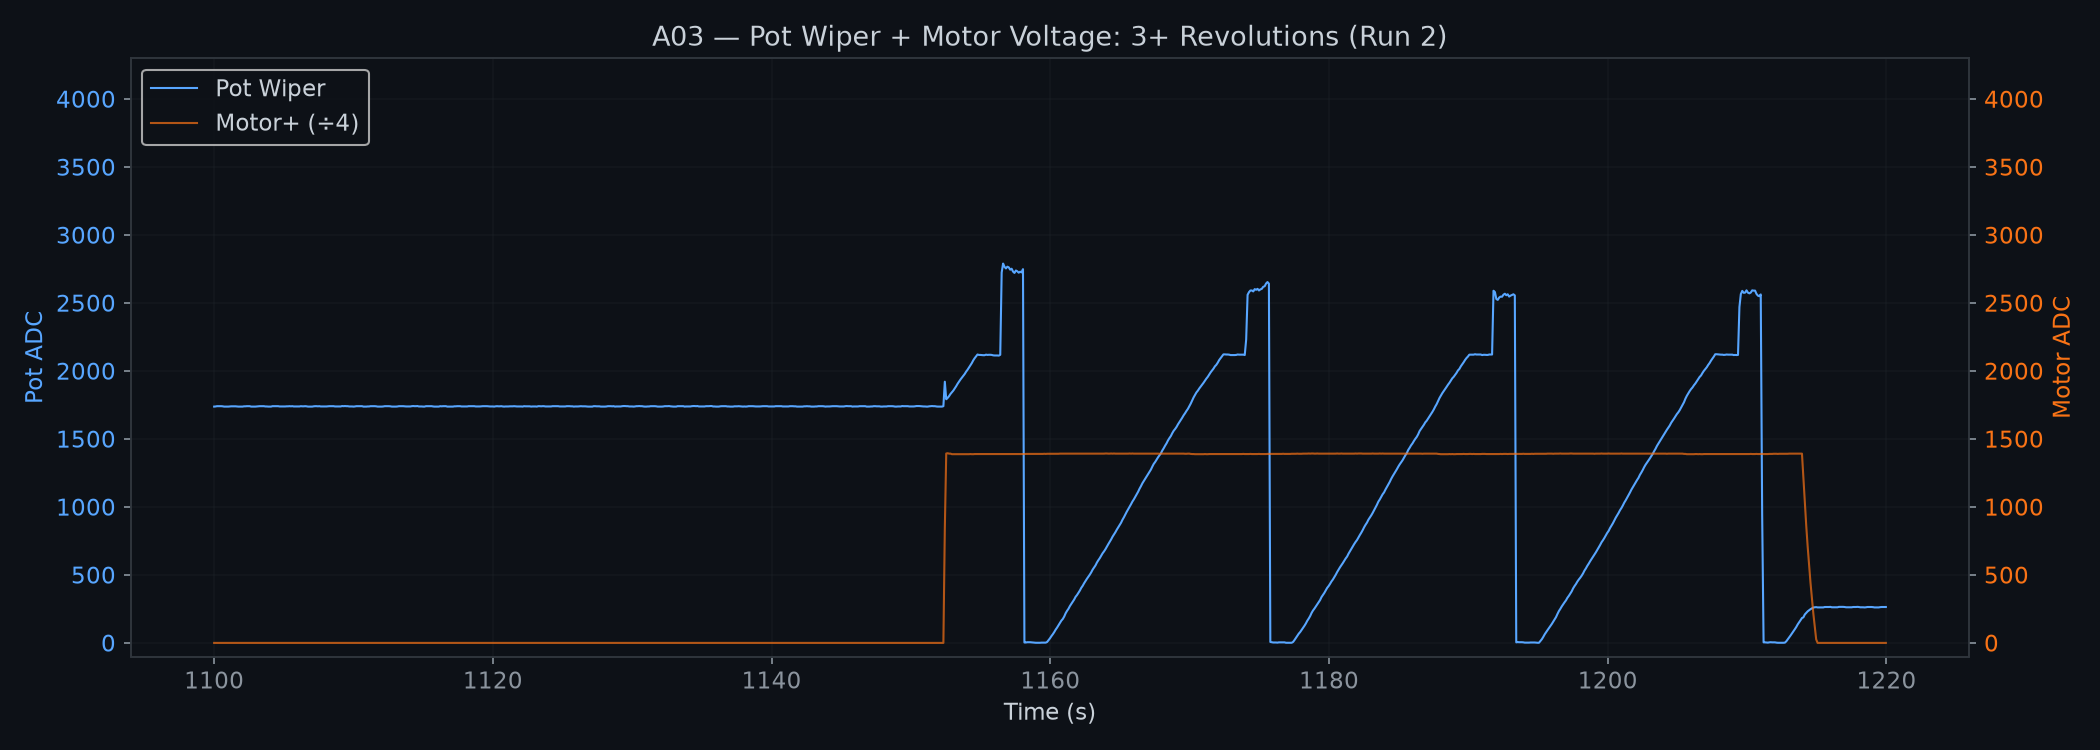 A03 — Pot Wiper + Motor Voltage: 3+ Revolutions (Run 2)
Pot Wiper
Motor+ (÷4)
4000
3500
3000
2500
2000
1500
1000
500
0
Pot ADC
4000
3500
3000
2500
2000
1500
1000
500
0
Motor ADC
1100 1120 1140 1160 1180 1200 1220
Time (s)